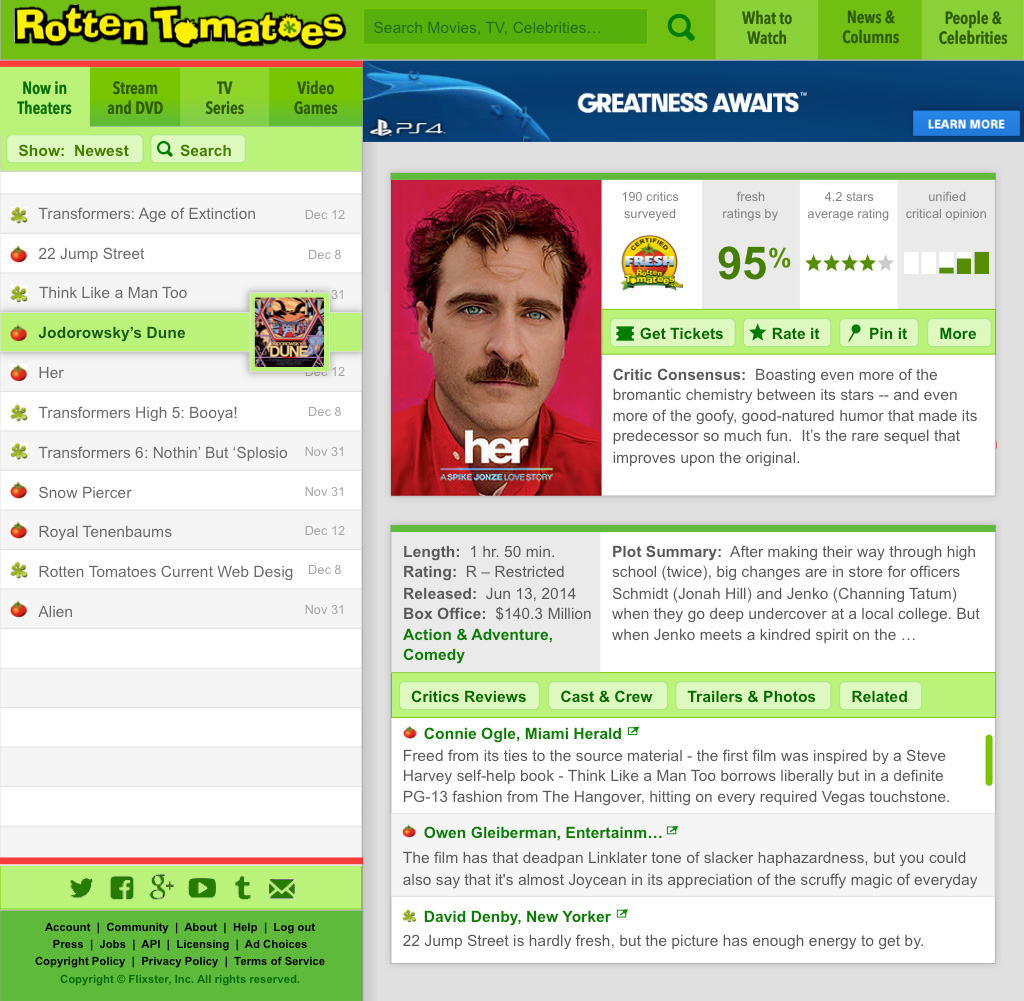 Rotten Tomatoes
Search Movies, TV, Celebrities...
What to
Watch
News &
Columns
People &
Celebrities
Now in
Theaters
Stream
and DVD
TV
Series
Video
Games
Show: Newest
Search
Transformers: Age of Extinction Dec 12
22 Jump Street Dec 8
Think Like a Man Too 31
Jodorowsky's Dune
JODOROWSKY'S
DUNE
Her Dec 12
Transformers High 5: Booya! Dec 8
Transformers 6: Nothin' But 'Splosio Nov 31
Snow Piercer Nov 31
Royal Tenenbaums Dec 12
Rotten Tomatoes Current Web Desig Dec 8
Alien Nov 31
Account | Community | About | Help | Log out
Press | Jobs | API | Licensing | Ad Choices
Copyright Policy | Privacy Policy | Terms of Service
Copyright © Flixster, Inc. All rights reserved.
GREATNESS AWAITS™
PS4
LEARN MORE
her
A SPIKE JONZE LOVE STORY
190 critics
surveyed
CERTIFIED
FRESH
Rotten
Tomatoes
fresh
ratings by
95%
4.2 stars
average rating
unified
critical opinion
Get Tickets
Rate it
Pin it
More
Critic Consensus: Boasting even more of the
bromantic chemistry between its stars -- and even
more of the goofy, good-natured humor that made its
predecessor so much fun. It's the rare sequel that
improves upon the original.
Length: 1 hr. 50 min.
Rating: R – Restricted
Released: Jun 13, 2014
Box Office: $140.3 Million
Action & Adventure,
Comedy
Plot Summary: After making their way through high
school (twice), big changes are in store for officers
Schmidt (Jonah Hill) and Jenko (Channing Tatum)
when they go deep undercover at a local college. But
when Jenko meets a kindred spirit on the ...
Critics Reviews
Cast & Crew
Trailers & Photos
Related
Connie Ogle, Miami Herald
Freed from its ties to the source material - the first film was inspired by a Steve
Harvey self-help book - Think Like a Man Too borrows liberally but in a definite
PG-13 fashion from The Hangover, hitting on every required Vegas touchstone.
Owen Gleiberman, Entertainm...
The film has that deadpan Linklater tone of slacker haphazardness, but you could
also say that it's almost Joycean in its appreciation of the scruffy magic of everyday
David Denby, New Yorker
22 Jump Street is hardly fresh, but the picture has enough energy to get by.